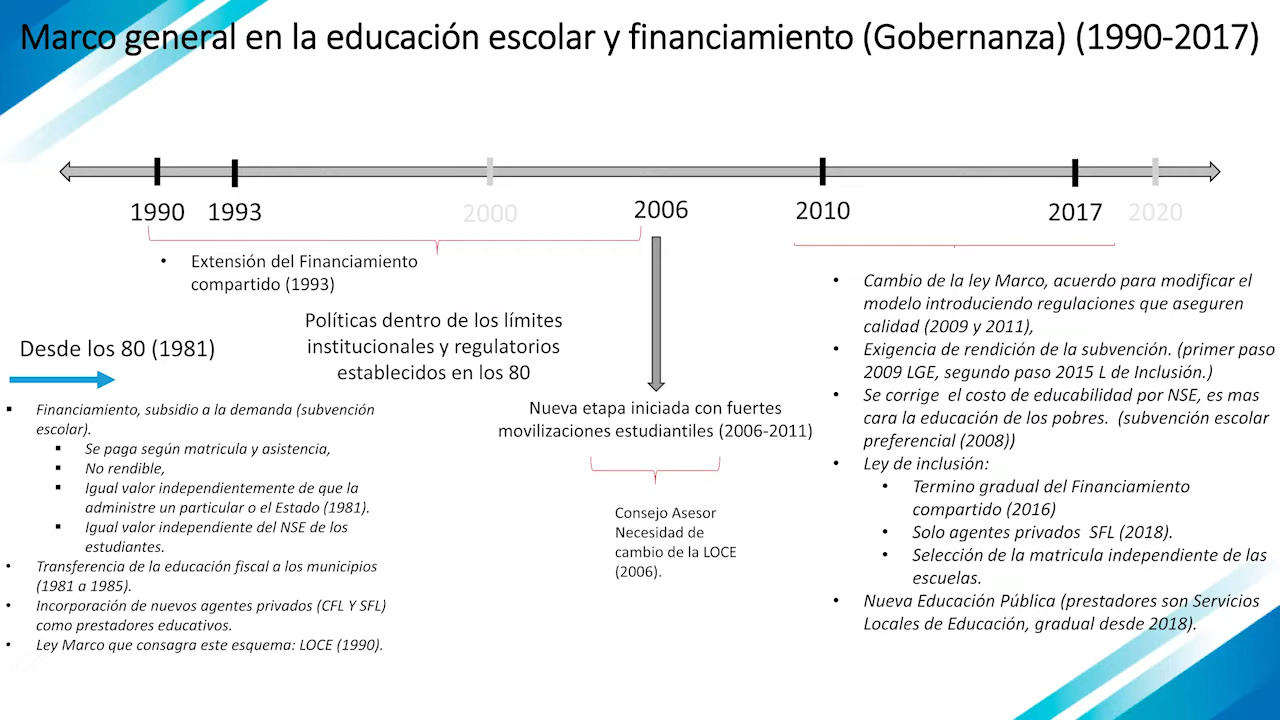 Marco general en la educación escolar y financiamiento (Gobernanza) (1990-2017)
1990
1993
2000
2006
2010
2017
2020
• Extensión del Financiamiento
compartido (1993)
Políticas dentro de los límites
institucionales y regulatorios
establecidos en los 80
Desde los 80 (1981)
▪ Financiamiento, subsidio a la demanda (subvención
escolar).
▪ Se paga según matricula y asistencia,
▪ No rendible,
▪ Igual valor independientemente de que la
administre un particular o el Estado (1981).
▪ Igual valor independiente del NSE de los
estudiantes.
• Transferencia de la educación fiscal a los municipios
(1981 a 1985).
• Incorporación de nuevos agentes privados (CFL Y SFL)
como prestadores educativos.
• Ley Marco que consagra este esquema: LOCE (1990).
Nueva etapa iniciada con fuertes
movilizaciones estudiantiles (2006-2011)
Consejo Asesor
Necesidad de
cambio de la LOCE
(2006).
• Cambio de la ley Marco, acuerdo para modificar el
modelo introduciendo regulaciones que aseguren
calidad (2009 y 2011),
• Exigencia de rendición de la subvención. (primer paso
2009 LGE, segundo paso 2015 L de Inclusión.)
• Se corrige el costo de educabilidad por NSE, es mas
cara la educación de los pobres. (subvención escolar
preferencial (2008))
• Ley de inclusión:
• Termino gradual del Financiamiento
compartido (2016)
• Solo agentes privados SFL (2018).
• Selección de la matricula independiente de las
escuelas.
• Nueva Educación Pública (prestadores son Servicios
Locales de Educación, gradual desde 2018).